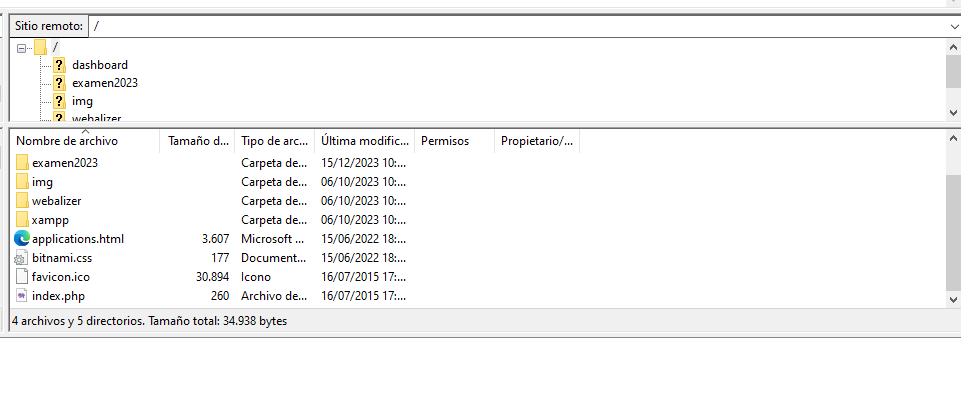 Sitio remoto: /
/
dashboard
examen2023
img
webalizer
Nombre de archivo Tamaño d... Tipo de arc... Última modific... Permisos Propietario/...
examen2023 Carpeta de... 15/12/2023 10:...
img Carpeta de... 06/10/2023 10:...
webalizer Carpeta de... 06/10/2023 10:...
xampp Carpeta de... 06/10/2023 10:...
applications.html 3.607 Microsoft ... 15/06/2022 18:...
bitnami.css 177 Document... 15/06/2022 18:...
favicon.ico 30.894 Icono 16/07/2015 17:...
index.php 260 Archivo de... 16/07/2015 17:...
4 archivos y 5 directorios. Tamaño total: 34.938 bytes